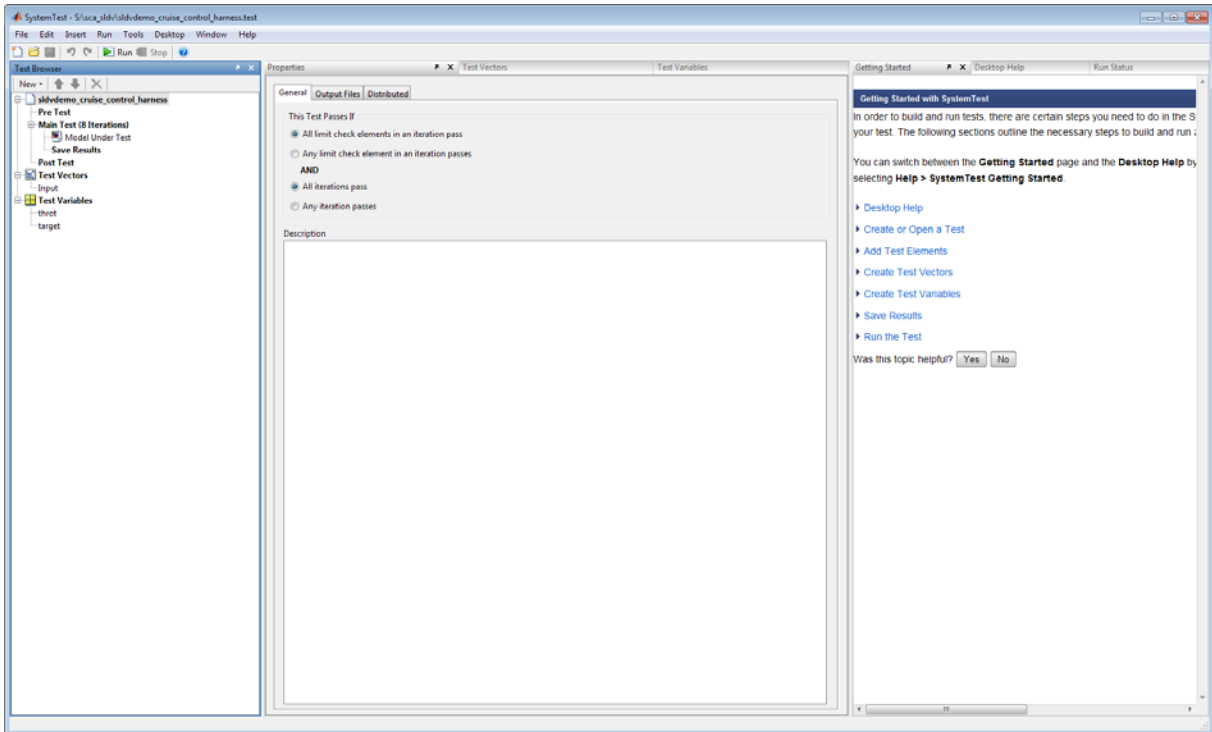 SystemTest - S:\sca_sldv\sldvdemo_cruise_control_harness.test
File Edit Insert Run Tools Desktop Window Help
Run Stop
Test Browser
New
sldvdemo_cruise_control_harness
Pre Test
Main Test (8 Iterations)
Model Under Test
Save Results
Post Test
Test Vectors
Input
Test Variables
throt
target
Properties
Test Vectors
Test Variables
General Output Files Distributed
This Test Passes If
All limit check elements in an iteration pass
Any limit check element in an iteration passes
AND
All iterations pass
Any iteration passes
Description
Getting Started
Desktop Help
Run Status
Getting Started with SystemTest
In order to build and run tests, there are certain steps you need to do in the S
your test. The following sections outline the necessary steps to build and run
You can switch between the Getting Started page and the Desktop Help by
selecting Help > SystemTest Getting Started.
Desktop Help
Create or Open a Test
Add Test Elements
Create Test Vectors
Create Test Variables
Save Results
Run the Test
Was this topic helpful? Yes No